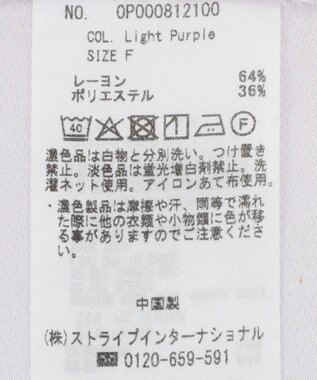 NO. 0P000812100
COL. Light Purple
SIZE F
レーヨン 64%
ポリエステル 36%
40 F
濃色品は白物と分別洗い。つけ置き
禁止。淡色品は蛍光増白剤禁止。洗
濯ネット使用。アイロンあて布使用。
・濃色製品は摩擦や汗、雨等で濡れ
た際に他の衣類や小物類に色が移
る事がありますのでご注意くださ
い。
中国製
(株)ストライプインターナショナル
0120-659-591